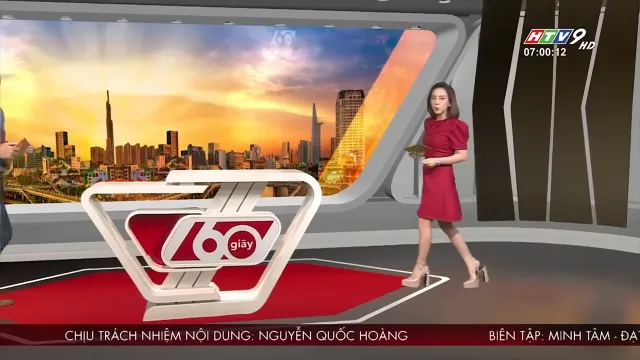 HTV9 HD
07:00:12
60 giây
CHỊU TRÁCH NHIỆM NỘI DUNG: NGUYỄN QUỐC HOÀNG
BIÊN TẬP: MINH TÂM - ĐẠT